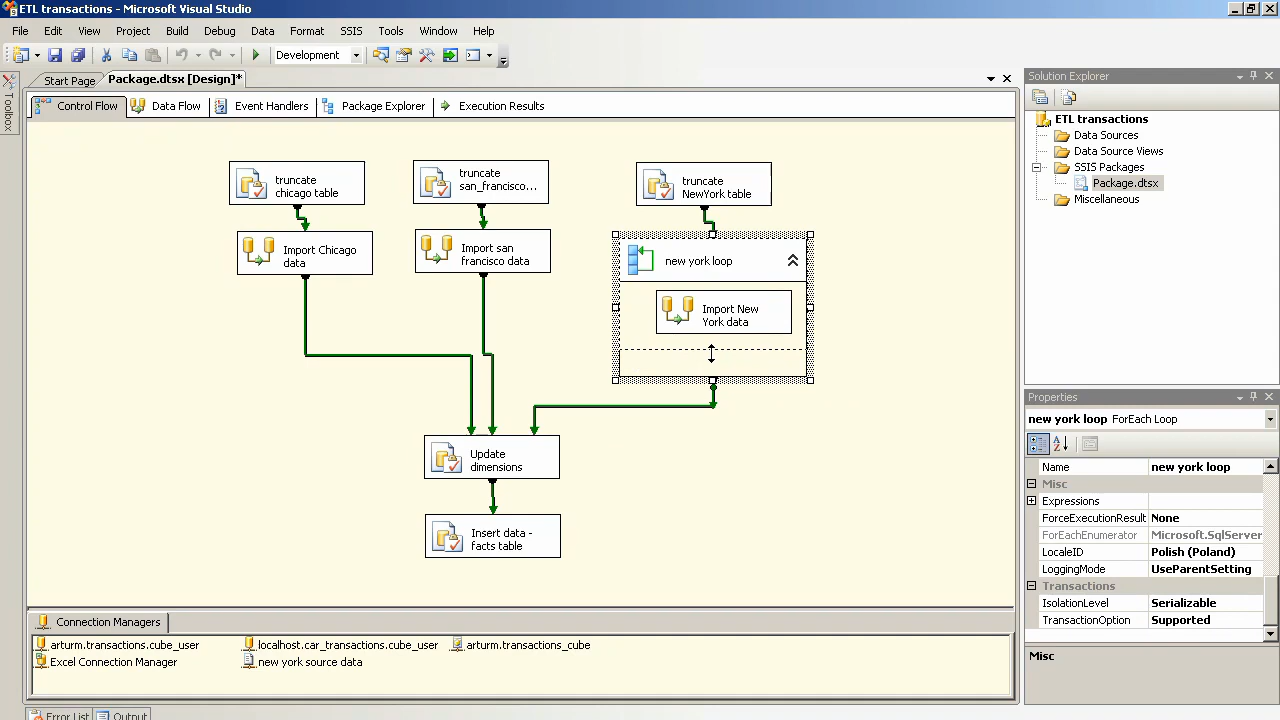 ETL transactions - Microsoft Visual Studio
File Edit View Project Build Debug Data Format SSIS Tools Window Help
Development
Toolbox
Start Page Package.dtsx [Design]*
Control Flow Data Flow Event Handlers Package Explorer Execution Results
truncate
chicago table
truncate
san_francisco...
truncate
NewYork table
Import Chicago
data
Import san
francisco data
new york loop
Import New
York data
Update
dimensions
Insert data -
facts table
Connection Managers
arturm.transactions.cube_user localhost.car_transactions.cube_user arturm.transactions_cube
Excel Connection Manager new york source data
Error List Output
Solution Explorer
ETL transactions
Data Sources
Data Source Views
SSIS Packages
Package.dtsx
Miscellaneous
Properties
new york loop ForEach Loop
Name new york loop
Misc
Expressions
ForceExecutionResult None
ForEachEnumerator Microsoft.SqlServer
LocaleID Polish (Poland)
LoggingMode UseParentSetting
Transactions
IsolationLevel Serializable
TransactionOption Supported
Misc